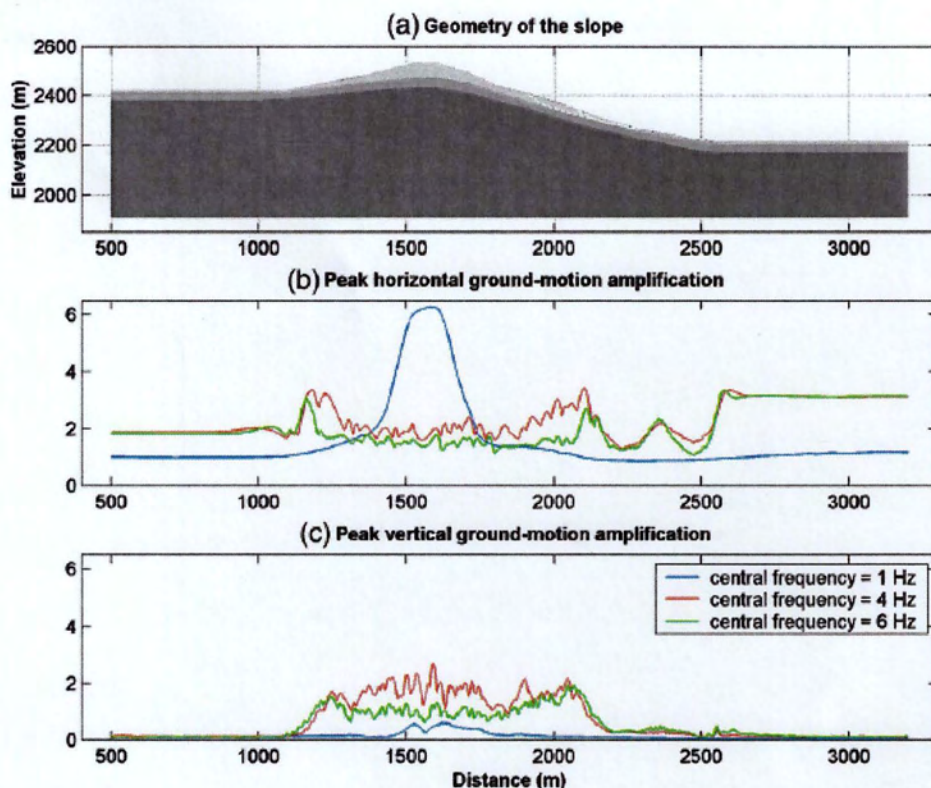 (a) Geometry of the slope
2600
2400
2200
2000
Elevation (m)
500 1000 1500 2000 2500 3000
(b) Peak horizontal ground-motion amplification
6
4
2
0
500 1000 1500 2000 2500 3000
(c) Peak vertical ground-motion amplification
6
4
2
0
central frequency = 1 Hz
central frequency = 4 Hz
central frequency = 6 Hz
500 1000 1500 2000 2500 3000
Distance (m)